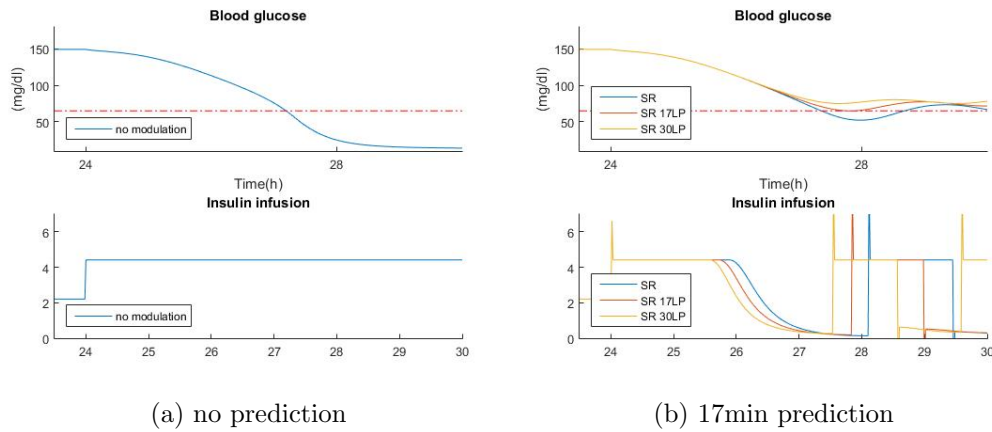 Blood glucose
150
100
50
(mg/dl)
no modulation
24
28
Time(h)
Insulin infusion
6
4
2
0
no modulation
24
25
26
27
28
29
30
(a) no prediction
Blood glucose
150
100
50
(mg/dl)
SR
SR 17LP
SR 30LP
24
28
Time(h)
Insulin infusion
6
4
2
0
SR
SR 17LP
SR 30LP
24
25
26
27
28
29
30
(b) 17min prediction